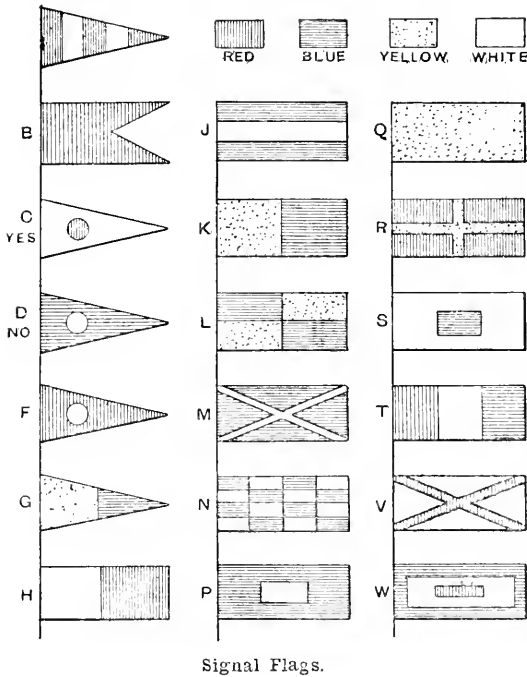 RED BLUE YELLOW WHITE
B J Q
C
YES K R
D
NO L S
F M T
G N V
H P W
Signal Flags.